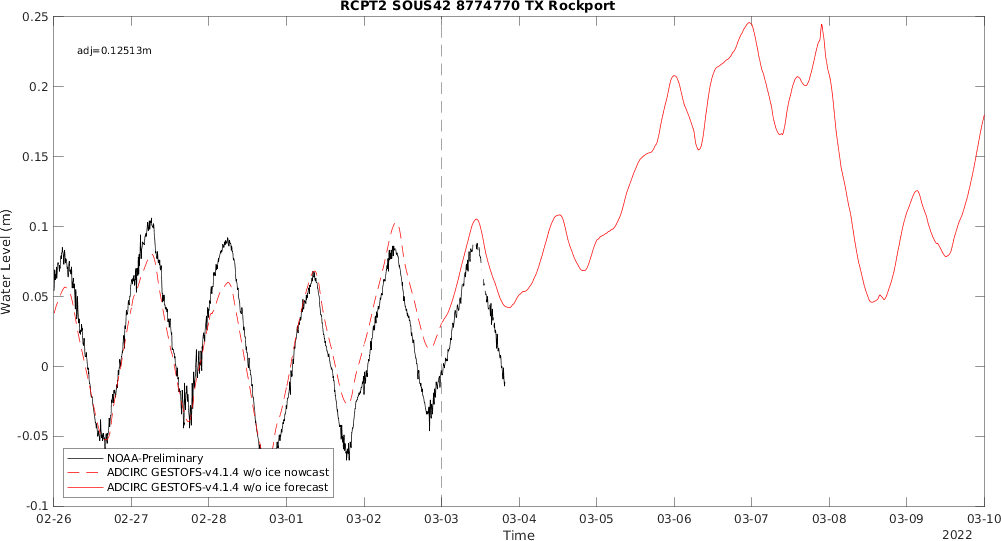 RCPT2 SOUS42 8774770 TX Rockport
adj=0.12513m
0.25
0.2
0.15
0.1
0.05
0
-0.05
-0.1
Water Level (m)
NOAA-Preliminary
ADCIRC GESTOFS-v4.1.4 w/o ice nowcast
ADCIRC GESTOFS-v4.1.4 w/o ice forecast
02-26 02-27 02-28 03-01 03-02 03-03 03-04 03-05 03-06 03-07 03-08 03-09 03-10
Time
2022